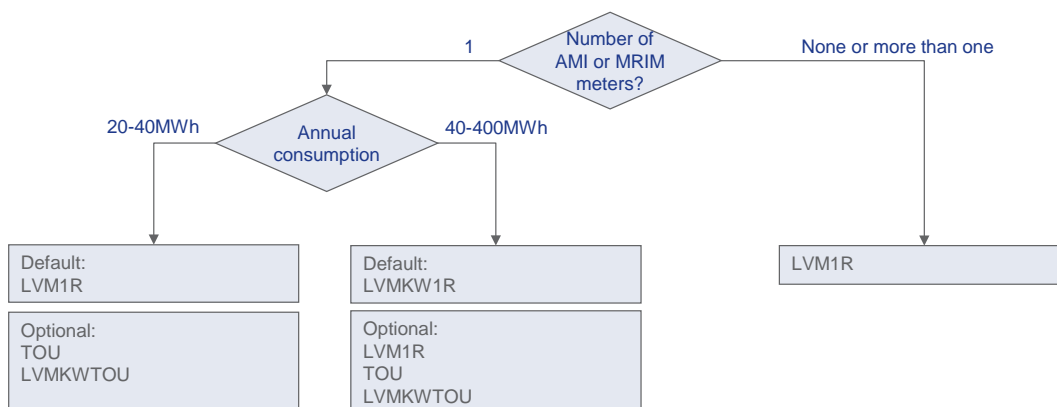 Number of
AMI or MRIM
meters?
1
None or more than one
Annual
consumption
20-40MWh
40-400MWh
Default:
LVM1R
Optional:
TOU
LVMKWTOU
Default:
LVMKW1R
Optional:
LVM1R
TOU
LVMKWTOU
LVM1R